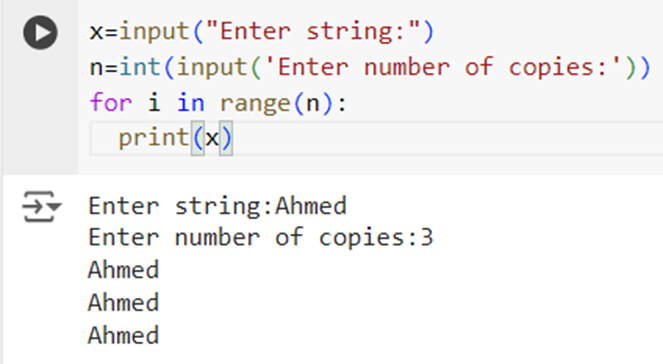 x=input("Enter string:")
n=int(input('Enter number of copies:'))
for i in range(n):
  print(x)
Enter string:Ahmed
Enter number of copies:3
Ahmed
Ahmed
Ahmed